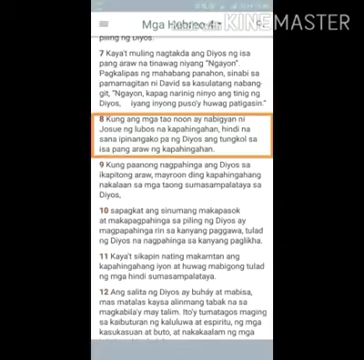 KINEMASTER
Mga Hebreo 4
piling ng Diyos.
7 Kaya't muling nagtakda ang Diyos ng isa
pang araw na tinawag niyang "Ngayon".
Pagkalipas ng mahabang panahon, sinabi sa
pamamagitan ni David sa kasulatang nabang-
git, "Ngayon, kapag narinig ninyo ang tinig ng
Diyos, iyang inyong puso'y huwag patigasin."
8 Kung ang mga tao noon ay nabigyan ni
Josue ng lubos na kapahingahan, hindi na
sana ipinangako pa ng Diyos ang tungkol sa
isa pang araw ng kapahingahan.
9 Kung paanong nagpahinga ang Diyos sa
ikapitong araw, mayroon ding kapahingahang
nakalaan sa mga taong sumasampalataya sa
Diyos,
10 sapagkat ang sinumang makapasok
at makapagpahinga sa piling ng Diyos ay
magpapahinga rin sa kanyang paggawa, tulad
ng Diyos na nagpahinga sa kanyang paglikha.
11 Kaya't sikapin nating makamtan ang
kapahingahang iyon at huwag mabigong tulad
ng mga hindi sumasampalataya.
12 Ang salita ng Diyos ay buháy at mabisa,
mas matalas kaysa alinmang tabak na sa
magkabila'y may talim. Ito'y tumatagos maging
sa kaibuturan ng kaluluwa at espiritu, ng mga
kasukasuan at buto, at nakakaalam ng mga